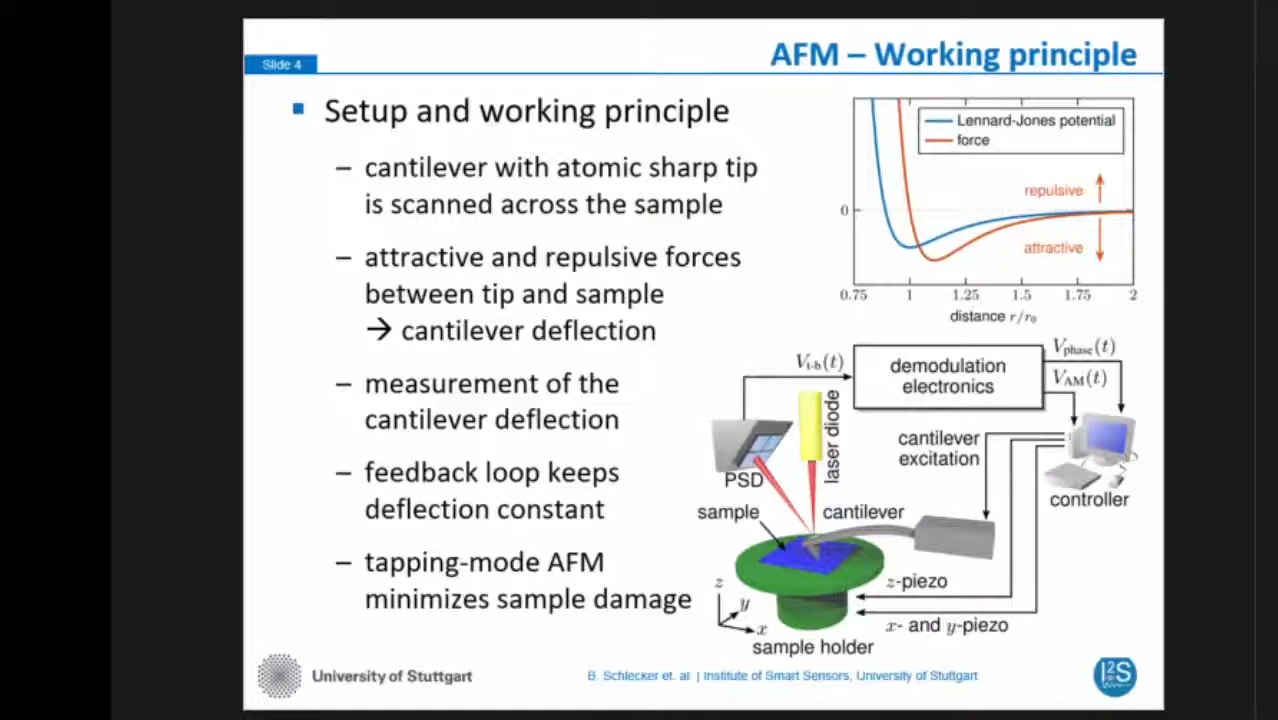 AFM – Working principle
Slide 4
▪ Setup and working principle
– cantilever with atomic sharp tip
is scanned across the sample
– attractive and repulsive forces
between tip and sample
→ cantilever deflection
– measurement of the
cantilever deflection
– feedback loop keeps
deflection constant
– tapping-mode AFM
minimizes sample damage
Lennard-Jones potential
force
repulsive
0
attractive
0.75 1 1.25 1.5 1.75 2
distance r/r₀
V_t-b(t)
demodulation
electronics
V_phase(t)
V_AM(t)
laser diode
PSD
cantilever
excitation
controller
sample
cantilever
z
y
x
z-piezo
x- and y-piezo
sample holder
University of Stuttgart
B. Schlecker et. al | Institute of Smart Sensors, University of Stuttgart
I2S